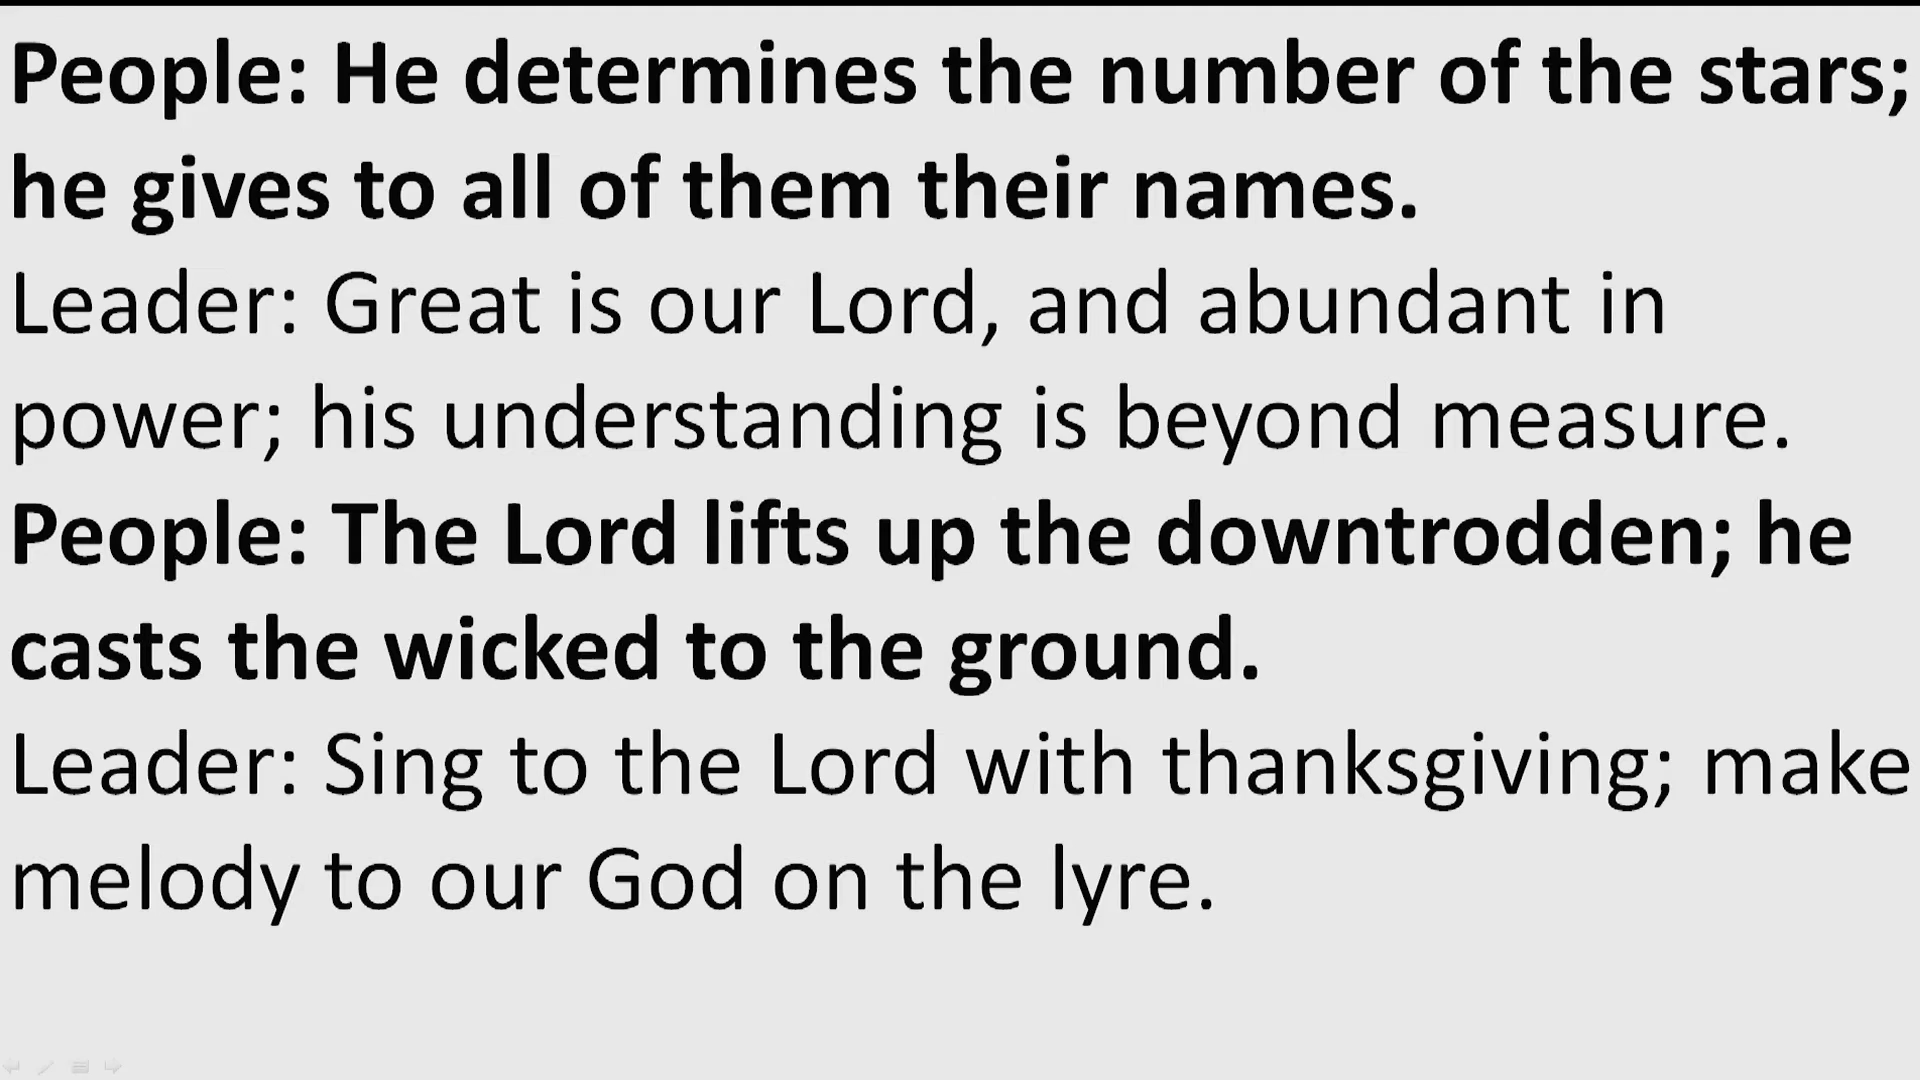 People: He determines the number of the stars;
he gives to all of them their names.
Leader: Great is our Lord, and abundant in
power; his understanding is beyond measure.
People: The Lord lifts up the downtrodden; he
casts the wicked to the ground.
Leader: Sing to the Lord with thanksgiving; make
melody to our God on the lyre.